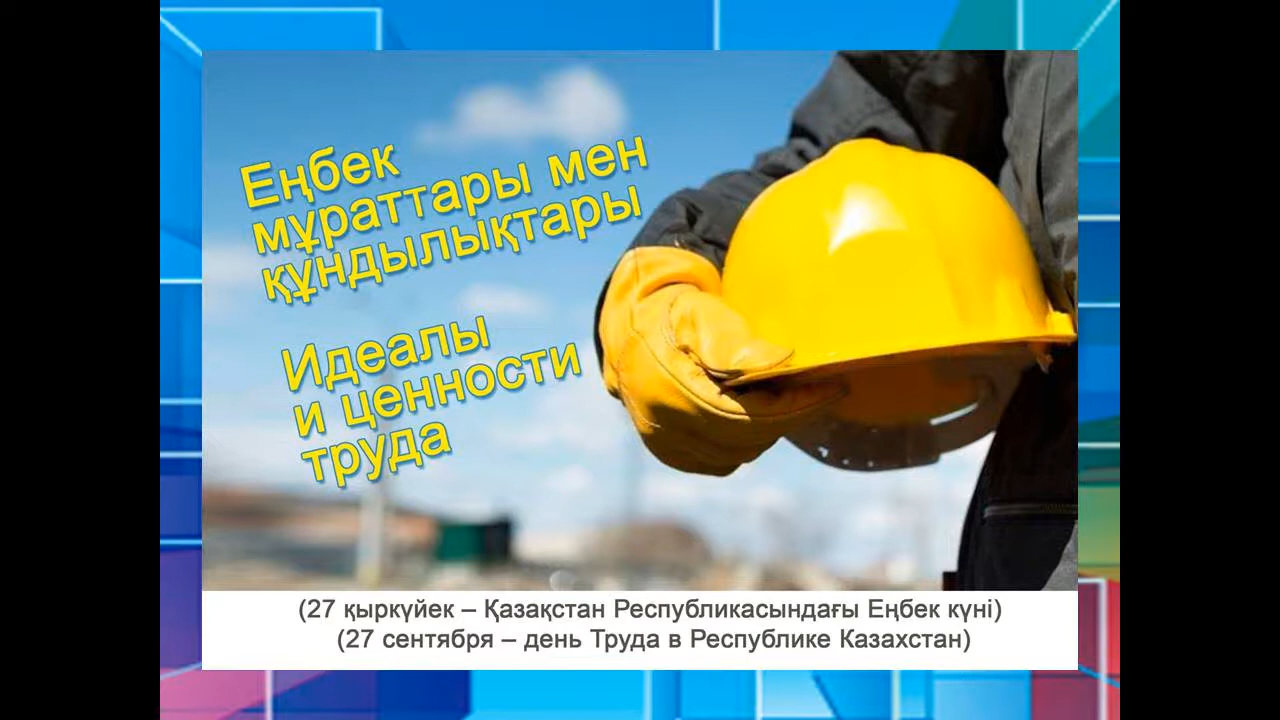 Еңбек
мұраттары мен
құндылықтары
Идеалы
и ценности
труда
(27 қыркүйек – Қазақстан Республикасындағы Еңбек күні)
(27 сентября – день Труда в Республике Казахстан)